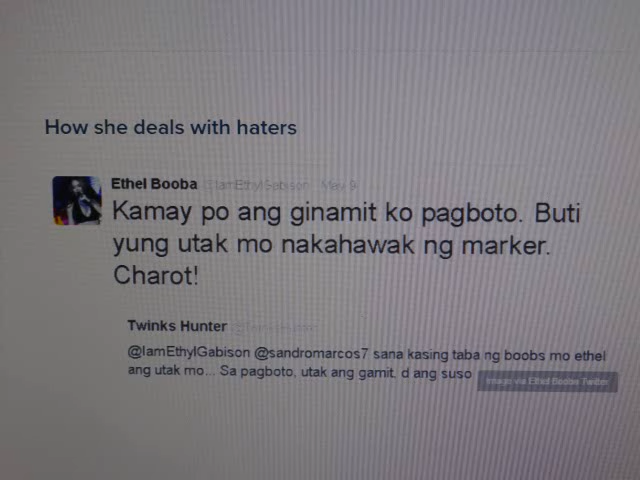 How she deals with haters
Ethel Booba @IamEthylGabison · May 9
Kamay po ang ginamit ko pagboto. Buti
yung utak mo nakahawak ng marker.
Charot!
Twinks Hunter
@IamEthylGabison @sandromarcos7 sana kasing taba ng boobs mo ethel
ang utak mo... Sa pagboto, utak ang gamit, d ang suso
Image via Ethel Booba Twitter